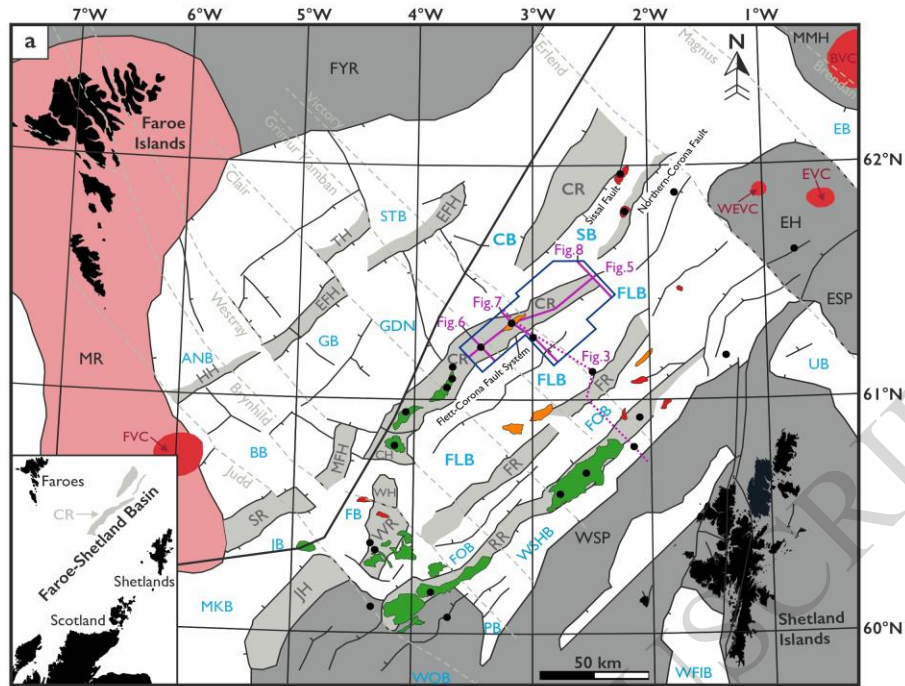 a
7°W
6°W
5°W
4°W
3°W
2°W
1°W
N
MMH
BVC
Brendan
Magnus
Erlend
FYR
Victory
Grimur Kamban
Clair
Westray
Brynhild
Judd
Faroe
Islands
EB
62°N
CR
Sissal Fault
Northern-Corona Fault
WEVC
EVC
EH
STB
EFH
TH
CB
SB
Fig.8
Fig.5
FLB
ESP
EFH
GDN
Fig.7
CR
Fig.6
GB
MR
ANB
HH
CR
Flett-Corona Fault System
FLB
Fig.3
FR
UB
61°N
FOB
FVC
BB
MFH
CH
FLB
FR
Faroes
CR
Faroe-Shetland Basin
Shetlands
Scotland
SR
WH
FB
WR
FOB
RR
WSHB
WSP
JH
MKB
PB
WOB
50 km
WFIB
Shetland
Islands
60°N